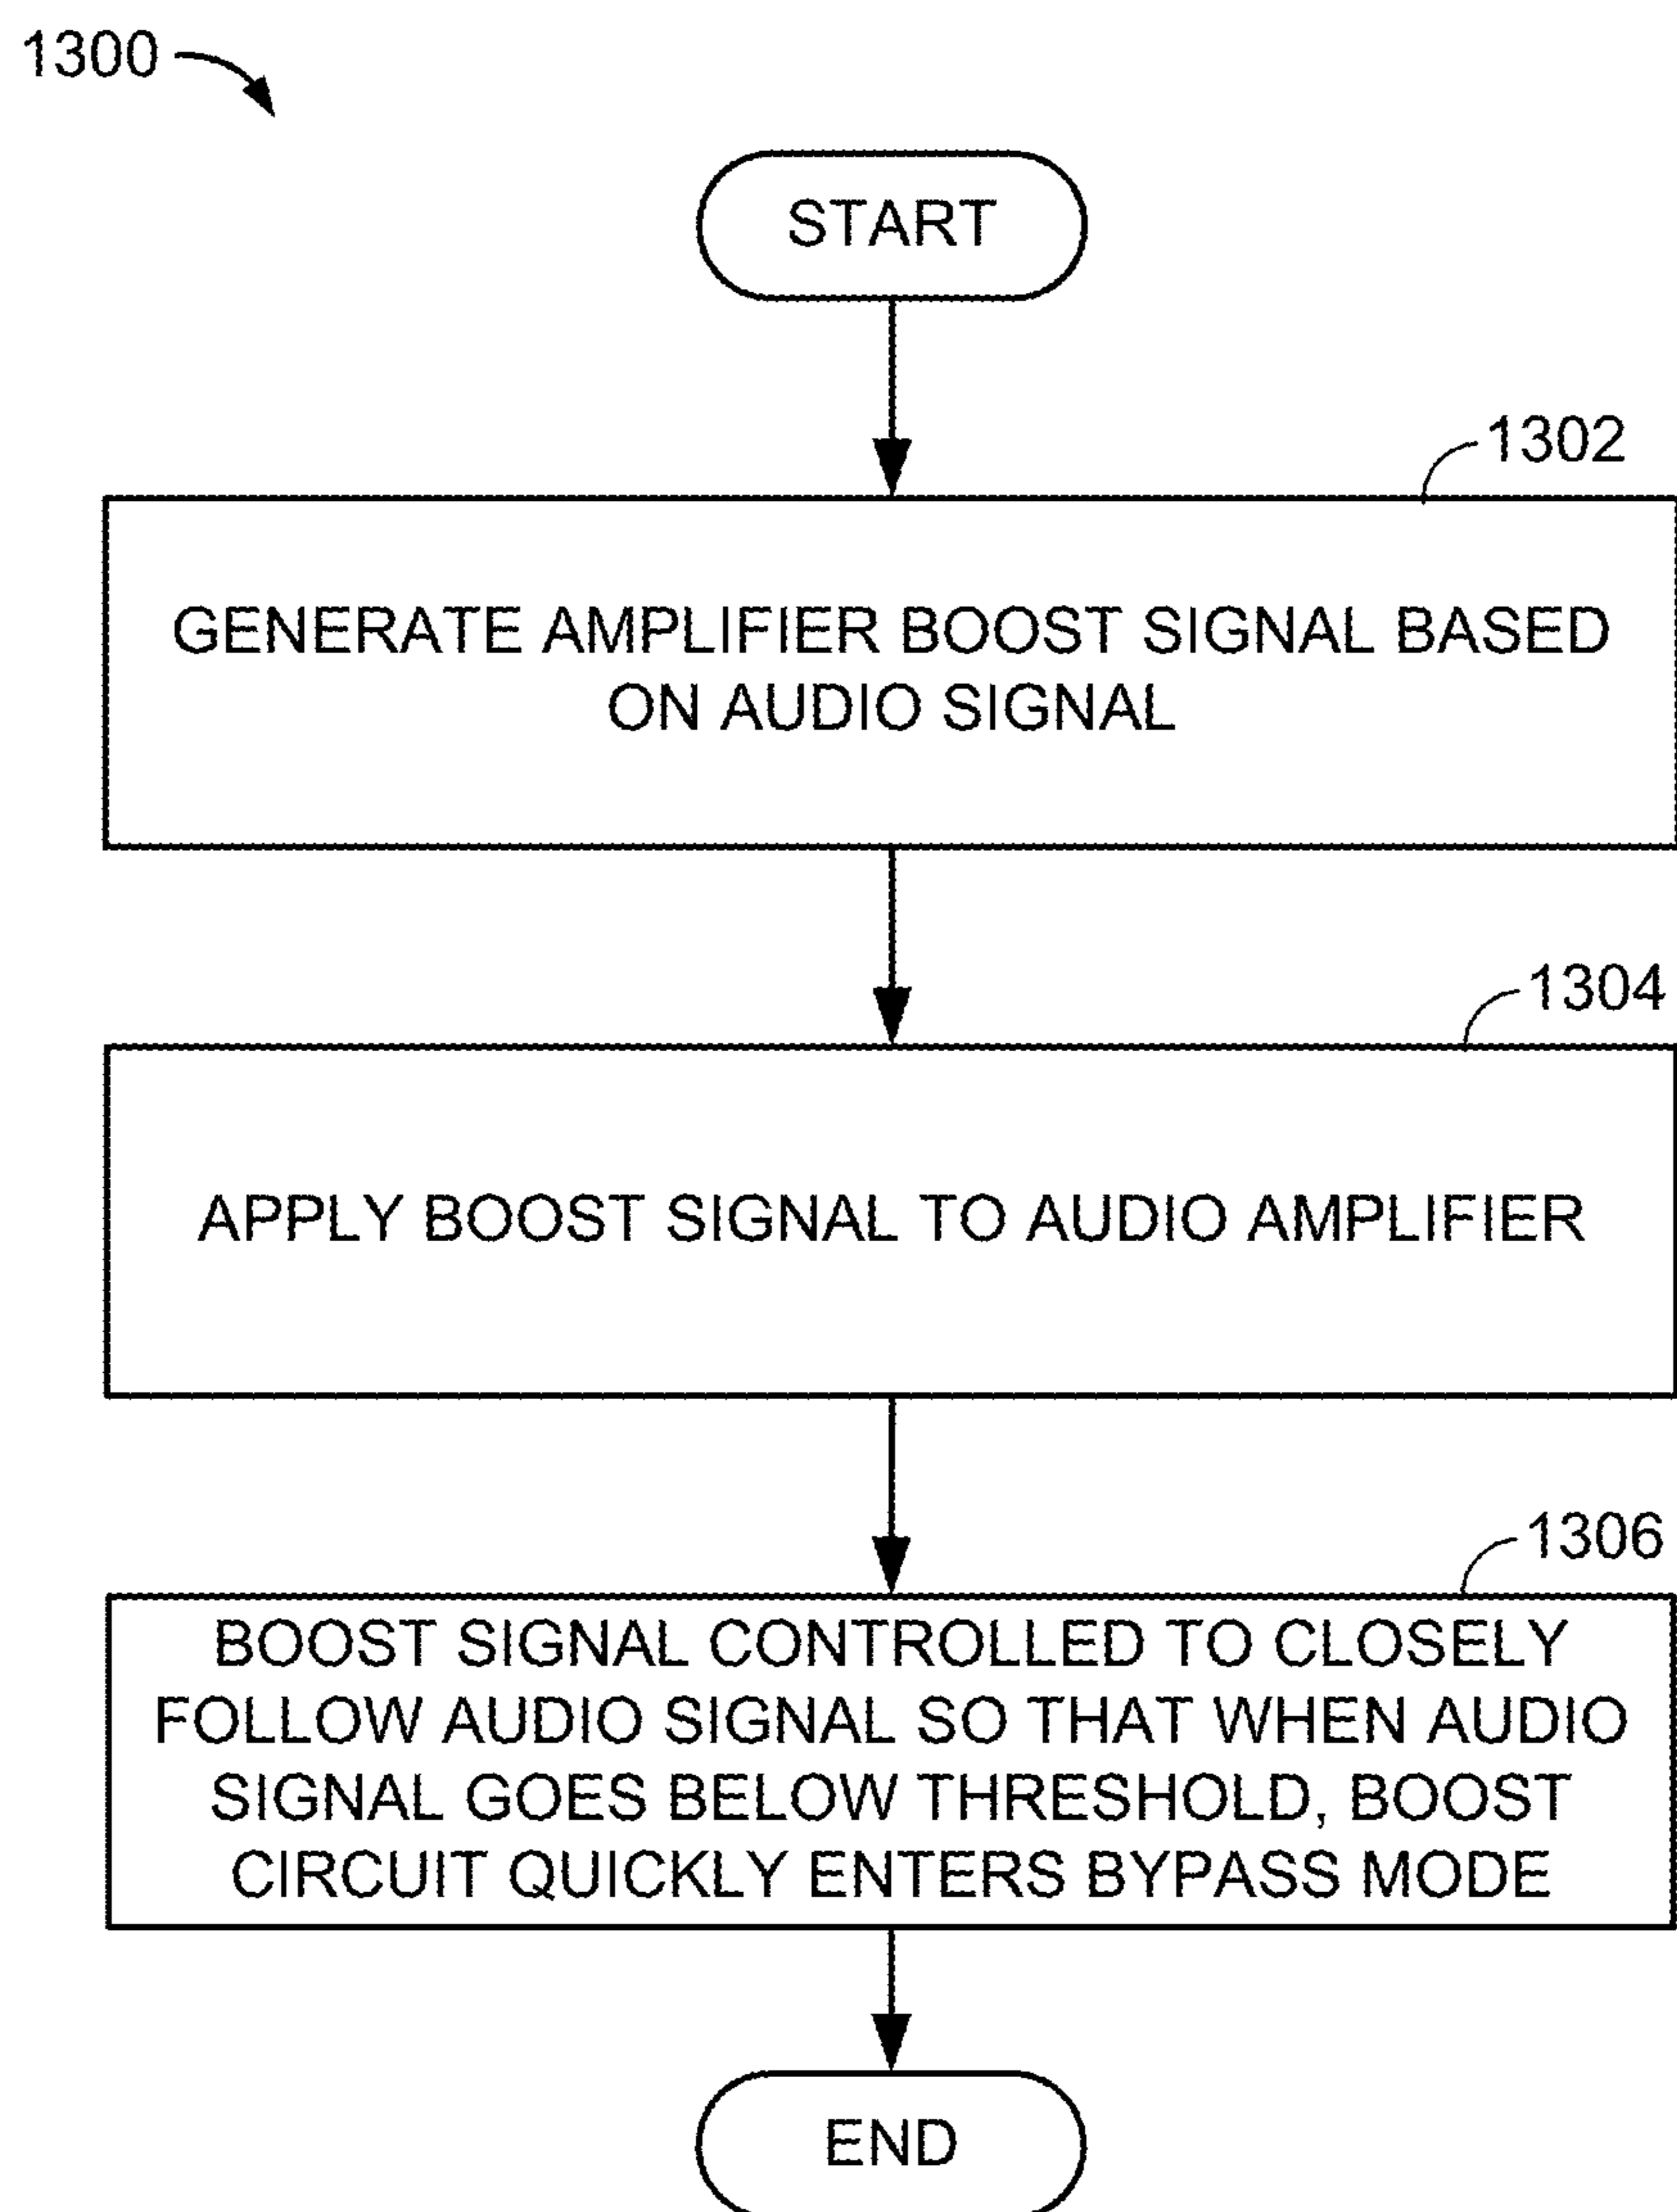 1300
START
1302
GENERATE AMPLIFIER BOOST SIGNAL BASED
ON AUDIO SIGNAL
1304
APPLY BOOST SIGNAL TO AUDIO AMPLIFIER
1306
BOOST SIGNAL CONTROLLED TO CLOSELY
FOLLOW AUDIO SIGNAL SO THAT WHEN AUDIO
SIGNAL GOES BELOW THRESHOLD, BOOST
CIRCUIT QUICKLY ENTERS BYPASS MODE
END